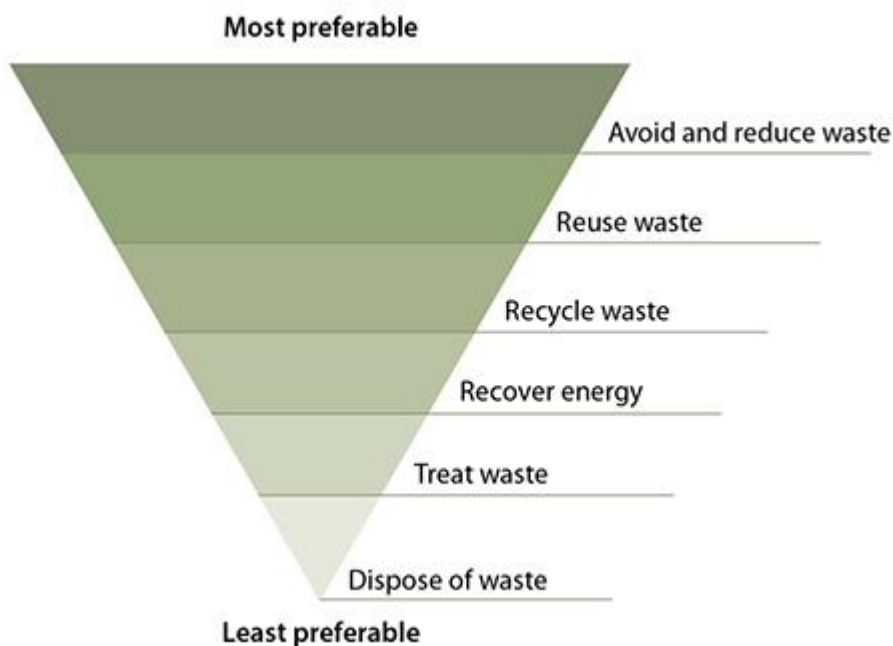 Most preferable
Avoid and reduce waste
Reuse waste
Recycle waste
Recover energy
Treat waste
Dispose of waste
Least preferable